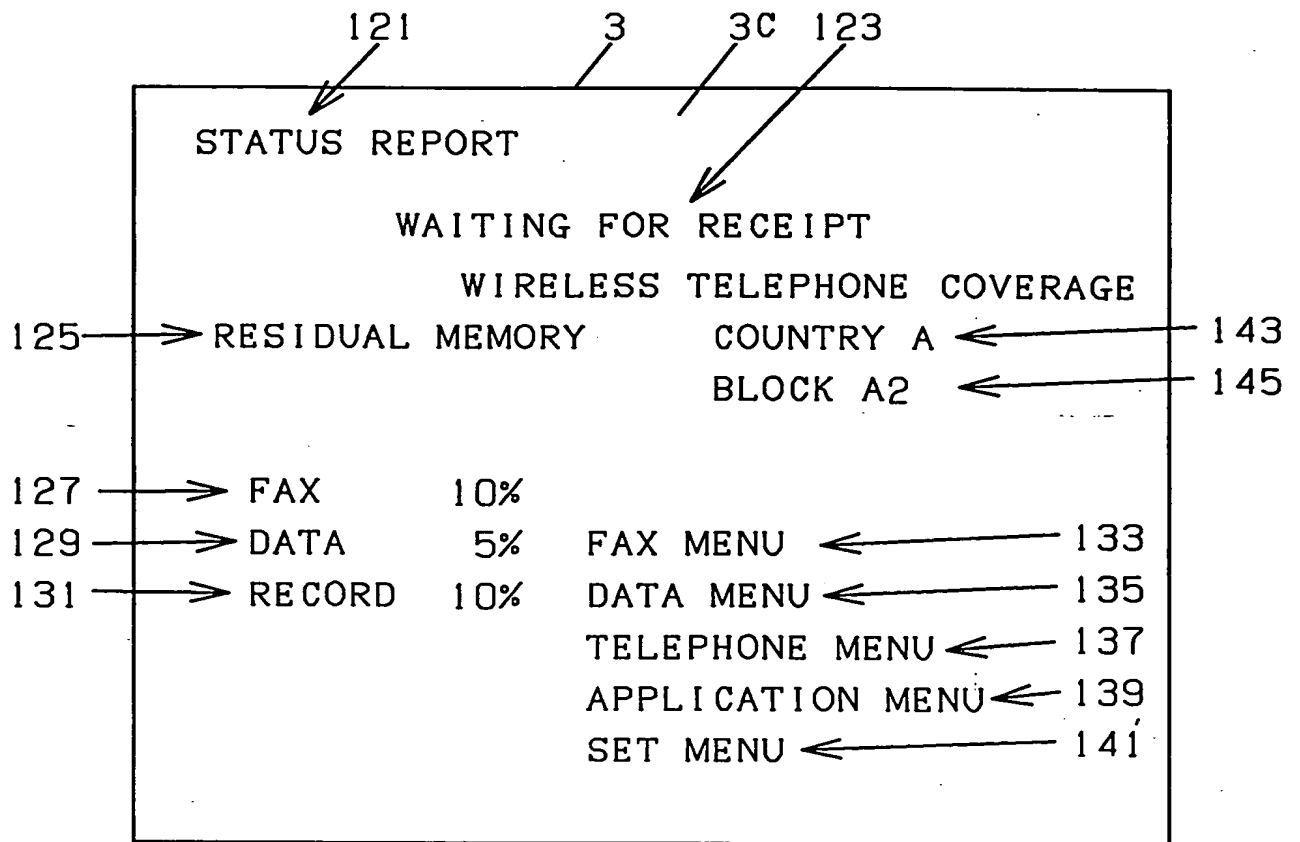 121 3 3C 123
STATUS REPORT
WAITING FOR RECEIPT
WIRELESS TELEPHONE COVERAGE
125 RESIDUAL MEMORY COUNTRY A 143
BLOCK A2 145
127 FAX 10%
129 DATA 5% FAX MENU 133
131 RECORD 10% DATA MENU 135
TELEPHONE MENU 137
APPLICATION MENU 139
SET MENU 141